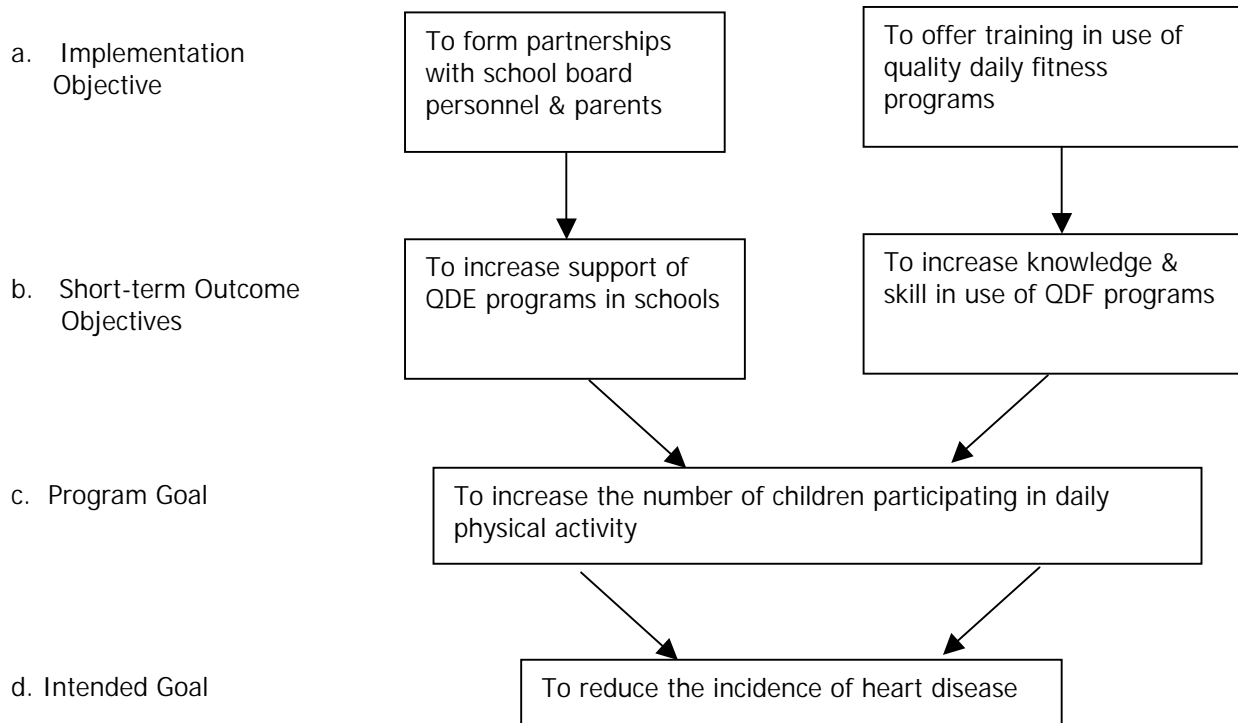 a. Implementation
Objective
To form partnerships
with school board
personnel & parents
To offer training in use of
quality daily fitness
programs
b. Short-term Outcome
Objectives
To increase support of
QDE programs in schools
To increase knowledge &
skill in use of QDF programs
c. Program Goal
To increase the number of children participating in daily
physical activity
d. Intended Goal
To reduce the incidence of heart disease